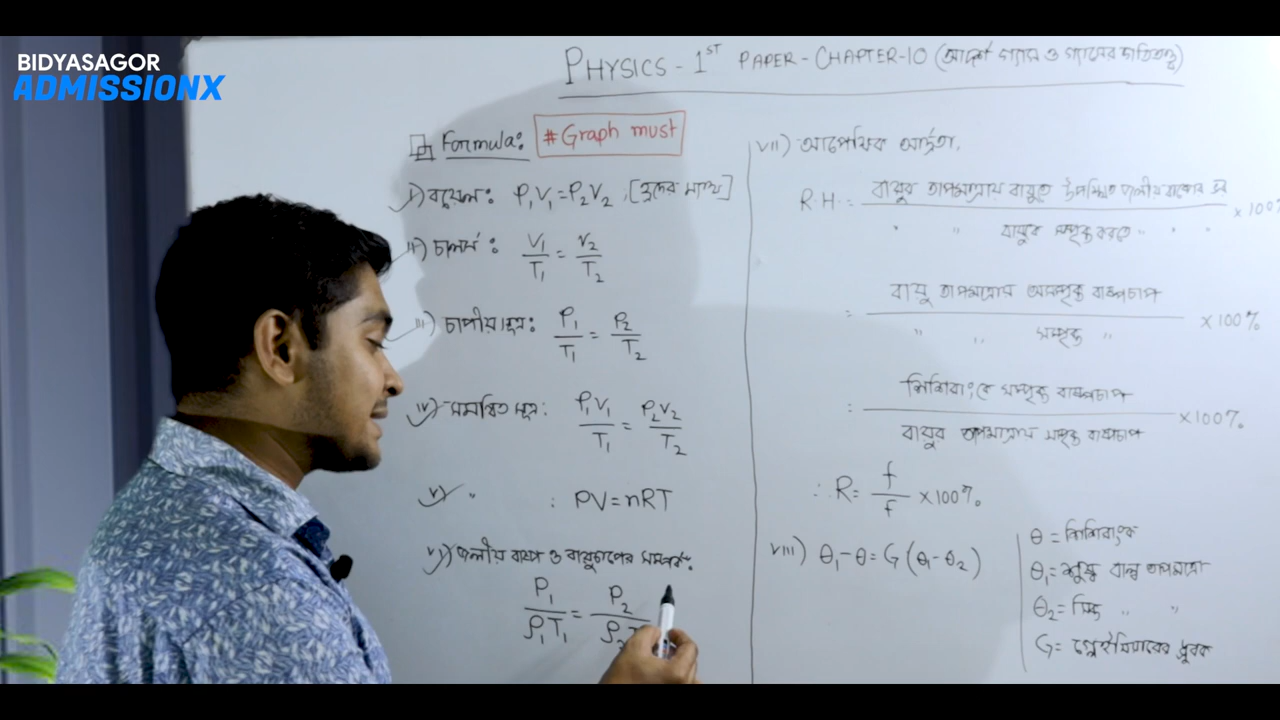 BIDYASAGOR
ADMISSIONX
PHYSICS - 1ST PAPER - CHAPTER-10 (আদর্শ গ্যাস ও গ্যাসের গতিতত্ত্ব)
Formula:
# Graph must
i) বয়েল: P₁V₁=P₂V₂, [হ্রদের সাথে]
ii) চার্লস: V₁/T₁ = V₂/T₂
iii) চাপীয় সূত্র: P₁/T₁ = P₂/T₂
iv) সমন্বিত সূত্র: P₁V₁/T₁ = P₂V₂/T₂
v) " : PV=nRT
vi) জলীয় বাষ্প ও বায়ুচাপের সম্পর্ক:
P₁/ρ₁T₁ = P₂/ρ₂
vii) আপেক্ষিক আর্দ্রতা,
R.H. = বায়ুর তাপমাত্রায় বায়ুতে উপস্থিত জলীয় বাষ্পের ভর / " " বায়ুর সম্পৃক্ত করতে " " " × 100%
= বায়ু তাপমাত্রায় অসম্পৃক্ত বাষ্পচাপ / " " সম্পৃক্ত " × 100%
= শিশিরাংকে সম্পৃক্ত বাষ্পচাপ / বায়ুর তাপমাত্রায় সম্পৃক্ত বাষ্পচাপ × 100%
∴ R = f/f × 100%.
viii) θ₁-θ = G (θ₁-θ₂)
θ = শিশিরাংক
θ₁ = শুষ্ক বাল্ব তাপমাত্রা
θ₂ = সিক্ত " "
G = গ্লেইসিয়ারের ধ্রুবক